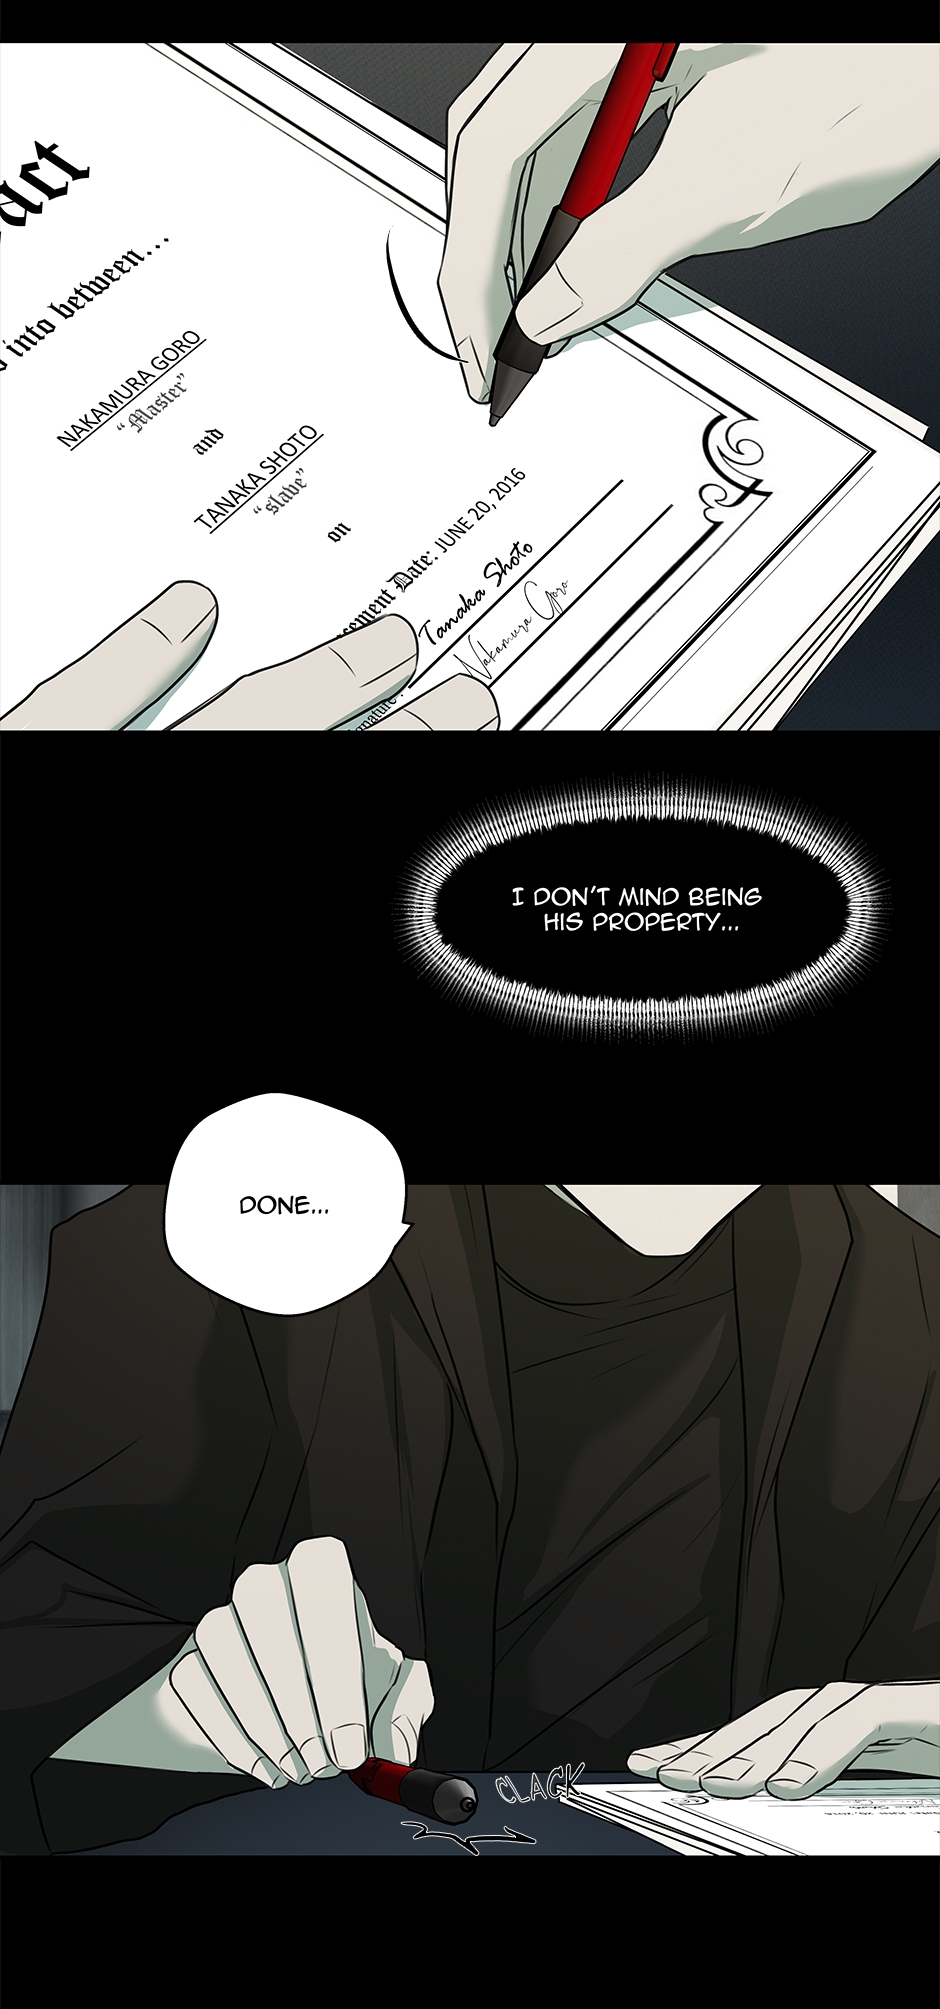 act
into between...
NAKAMURA GORO
"Master"
and
TANAKA SHOTO
"slave"
on
cement Date: JUNE 20, 2016
Tanaka Shoto
Nakamura Goro
I DON'T MIND BEING
HIS PROPERTY...
DONE...
CLACK